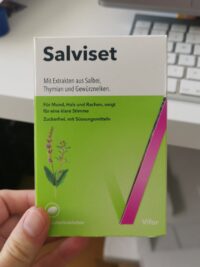 Salviset
Mit Extrakten aus Salbei,
Thymian und Gewürznelken.
Für Mund, Hals und Rachen, sorgt
für eine klare Stimme
Zuckerfrei, mit Süssungsmitteln
Vifor